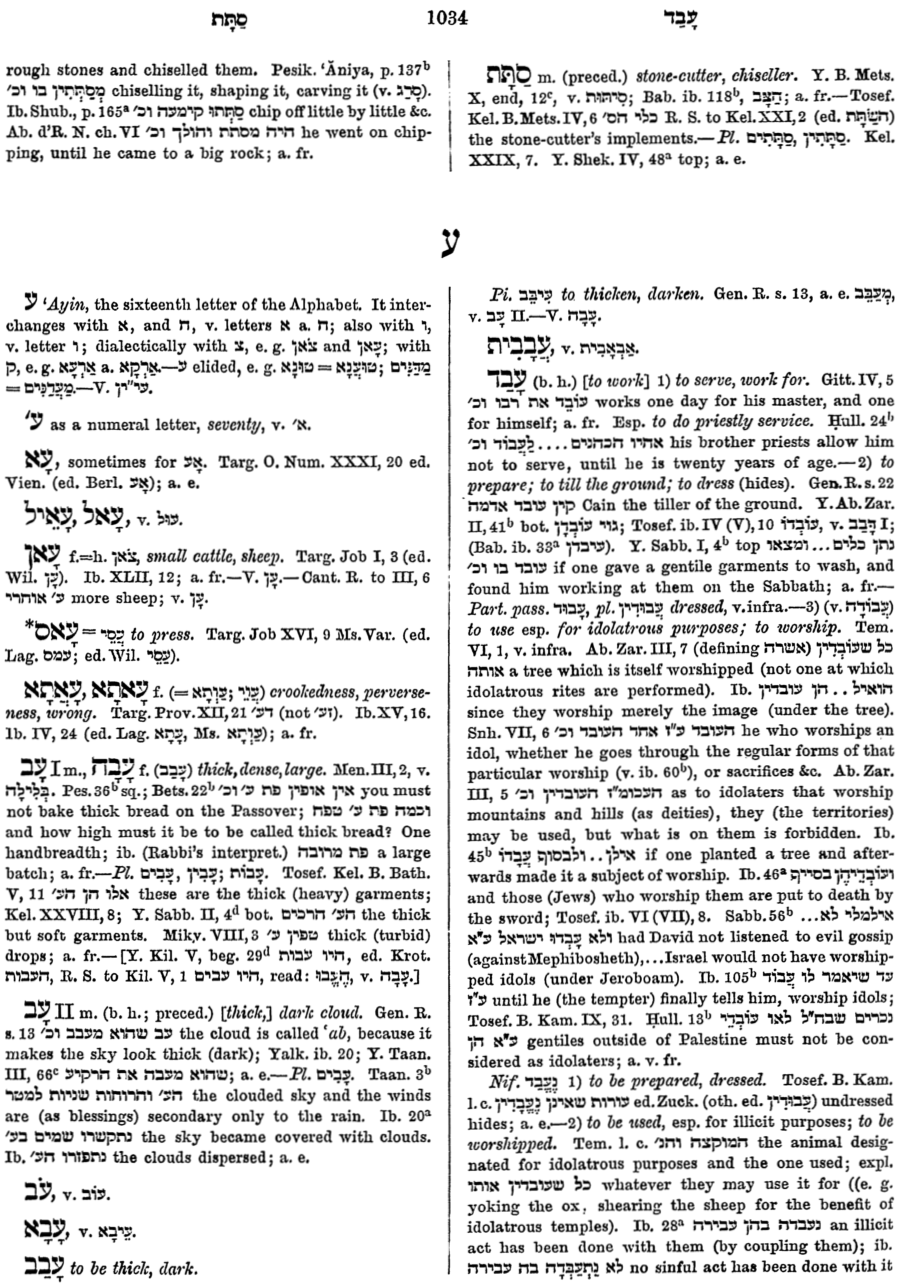 סַתָּת 1034 עָבַד
rough stones and chiselled them. Pesik. ‘Ăniya, p. 137ᵇ
מְסַתְּתִין בו וכ׳ chiselling it, shaping it, carving it (v. סָרַג).
Ib. Shub., p. 165ᵃ סַתְּתוּ קימעה וכ׳ chip off little by little &c.
Ab. d’R. N. ch. VI היה מסתת והולך וכ׳ he went on chip-
ping, until he came to a big rock; a. fr.
סַתָּת m. (preced.) stone-cutter, chiseller. Y. B. Mets.
X, end, 12ᶜ, v. סִיתּוּת; Bab. ib. 118ᵇ, הַצָּב; a. fr.—Tosef.
Kel. B. Mets. IV, 6 כלי הס׳ R. S. to Kel. XXI, 2 (ed. הַשַּׂתָּת)
the stone-cutter’s implements.—Pl. סַתָּתִין, סַתָּתִים. Kel.
XXIX, 7. Y. Shek. IV, 48ᵃ top; a. e.
ע
ע ‘Ayin, the sixteenth letter of the Alphabet. It inter-
changes with א, and ח, v. letters א a. ח; also with ו,
v. letter ו; dialectically with צ, e. g. צֹאן and עָאן; with
ק, e. g. אַרְעָא a. אַרְקָא.—ע elided, e. g. טוּנָא = טוּעֲנָא; מַדַּנִּים
= מַעֲדַנִּים.—V. עי״ין.
ע׳ as a numeral letter, seventy, v. א׳.
עָא, sometimes for אָע. Targ. O. Num. XXXI, 20 ed.
Vien. (ed. Berl. אָע); a. e.
עָאל, עָאֵיל, v. עול.
עָאן f.=h. צֹאן, small cattle, sheep. Targ. Job I, 3 (ed.
Wil. עָן). Ib. XLII, 12; a. fr.—V. עָן.—Cant. R. to III, 6
ע׳ אוחרי more sheep; v. עָן.
*עָאס = עֲסֵי to press. Targ. Job XVI, 9 Ms. Var. (ed.
Lag. עמס; ed. Wil. עֲסֵי).
עָאתָא, עֲאָתָא f. (= עֲוָתָא; עֲוֵי) crookedness, perverse-
ness, wrong. Targ. Prov. XII, 21 דע׳ (not זע׳). Ib. XV, 16.
Ib. IV, 24 (ed. Lag. עָתָא, Ms. עֲוָתָא); a. fr.
עָב I m., עָבָה f. (עָבַב) thick, dense, large. Men. III, 2, v.
בְּלִילָה. Pes. 36ᵇ sq.; Bets. 22ᵇ אין אופין פת ע׳ וכ׳ you must
not bake thick bread on the Passover; וכמה פת ע׳ טפח
and how high must it be to be called thick bread? One
handbreadth; ib. (Rabbi’s interpret.) פת מרובה a large
batch; a. fr.—Pl. עָבִים, עָבִין; עָבוֹת. Tosef. Kel. B. Bath.
V, 11 אלו הן הע׳ these are the thick (heavy) garments;
Kel. XXVIII, 8; Y. Sabb. II, 4ᵈ bot. הע׳ הרכים the thick
but soft garments. Mikv. VIII, 3 טפין ע׳ thick (turbid)
drops; a. fr.—[Y. Kil. V, beg. 29ᵈ היו עבות, ed. Krot.
העבות, R. S. to Kil. V, 1 היו עבים, read: הֶעֱבוּ, v. עָבָה.]
עָב II m. (b. h.; preced.) [thick,] dark cloud. Gen. R.
s. 13 עב שהוא מעבב וכ׳ the cloud is called ‘ab, because it
makes the sky look thick (dark); Yalk. ib. 20; Y. Taan.
III, 66ᶜ שהוא מעבה את הרקיע; a. e.—Pl. עָבִים. Taan. 3ᵇ
הע׳ והרוחות שניות למטר the clouded sky and the winds
are (as blessings) secondary only to the rain. Ib. 20ᵃ
נתקשרו שמים בע׳ the sky became covered with clouds.
Ib. נתפזרו הע׳ the clouds dispersed; a. e.
עֹב, v. עוֹב.
עָבָא, v. עֵיבָא.
עָבַב to be thick, dark.
Pi. עִיבֵּב to thicken, darken. Gen. R. s. 13, a. e. מְעַבֵּב,
v. עָב II.—V. עָבָה.
עֲבָבִית, v. אֲבָאבִית.
עָבַד (b. h.) [to work] 1) to serve, work for. Gitt. IV, 5
עוֹבֵד את רבו וכ׳ works one day for his master, and one
for himself; a. fr. Esp. to do priestly service. Ḥull. 24ᵇ
אחיו הכהנים .... לַעֲבוֹד וכ׳ his brother priests allow him
not to serve, until he is twenty years of age.—2) to
prepare; to till the ground; to dress (hides). Gen. R. s. 22
קין עובד אדמה Cain the tiller of the ground. Y. Ab. Zar.
II, 41ᵇ bot. גוי עוֹבְדָן; Tosef. ib. IV (V), 10 עוֹבְדוֹ, v. דָּבַב I;
(Bab. ib. 33ᵃ עיבדן). Y. Sabb. I, 4ᵇ top נתן כלים ... ומצאו
עובד בו וכ׳ if one gave a gentile garments to wash, and
found him working at them on the Sabbath; a. fr.—
Part. pass. עָבוּד, pl. עֲבוּדִין dressed, v. infra.—3) (v. עֲבוֹדָה)
to use esp. for idolatrous purposes; to worship. Tem.
VI, 1, v. infra. Ab. Zar. III, 7 (defining אשרה) כל שעוֹבְדִין
אותה a tree which is itself worshipped (not one at which
idolatrous rites are performed). Ib. הואיל .. הן עובדין
since they worship merely the image (under the tree).
Snh. VII, 6 העובד ע״ז אחד העובד וכ׳ he who worships an
idol, whether he goes through the regular forms of that
particular worship (v. ib. 60ᵇ), or sacrifices &c. Ab. Zar.
III, 5 העכומ״ז העובדין וכ׳ as to idolaters that worship
mountains and hills (as deities), they (the territories)
may be used, but what is on them is forbidden. Ib.
45ᵇ אילן .. ולבסוף עֲבָדוֹ if one planted a tree and after-
wards made it a subject of worship. Ib. 46ᵃ ועוֹבְדֵיהֶן בסייף
and those (Jews) who worship them are put to death by
the sword; Tosef. ib. VI (VII), 8. Sabb. 56ᵇ אילמלי לא ...
ולא עָבְדוּ ישראל ע״א had David not listened to evil gossip
(against Mephibosheth),... Israel would not have worship-
ped idols (under Jeroboam). Ib. 105ᵇ עד שיאמר לו עֲבוֹד
ע״ז until he (the tempter) finally tells him, worship idols;
Tosef. B. Kam. IX, 31. Ḥull. 13ᵇ נכרים שבח״ל לאו עוֹבְדֵי
ע״א הן gentiles outside of Palestine must not be con-
sidered as idolaters; a. v. fr.
Nif. נֶעֱבַד 1) to be prepared, dressed. Tosef. B. Kam.
l. c. עורות שאינן נֶעֱבָדִין ed. Zuck. (oth. ed. עֲבוּדִין) undressed
hides; a. e.—2) to be used, esp. for illicit purposes; to be
worshipped. Tem. l. c. המוקצה והנ׳ the animal desig-
nated for idolatrous purposes and the one used; expl.
כל שעובדין אותו whatever they may use it for ((e. g.
yoking the ox, shearing the sheep for the benefit of
idolatrous temples). Ib. 28ᵃ נעבדה בהן עבירה an illicit
act has been done with them (by coupling them); ib.
לא נִתְעַבְּדָה בה עבירה no sinful act has been done with it